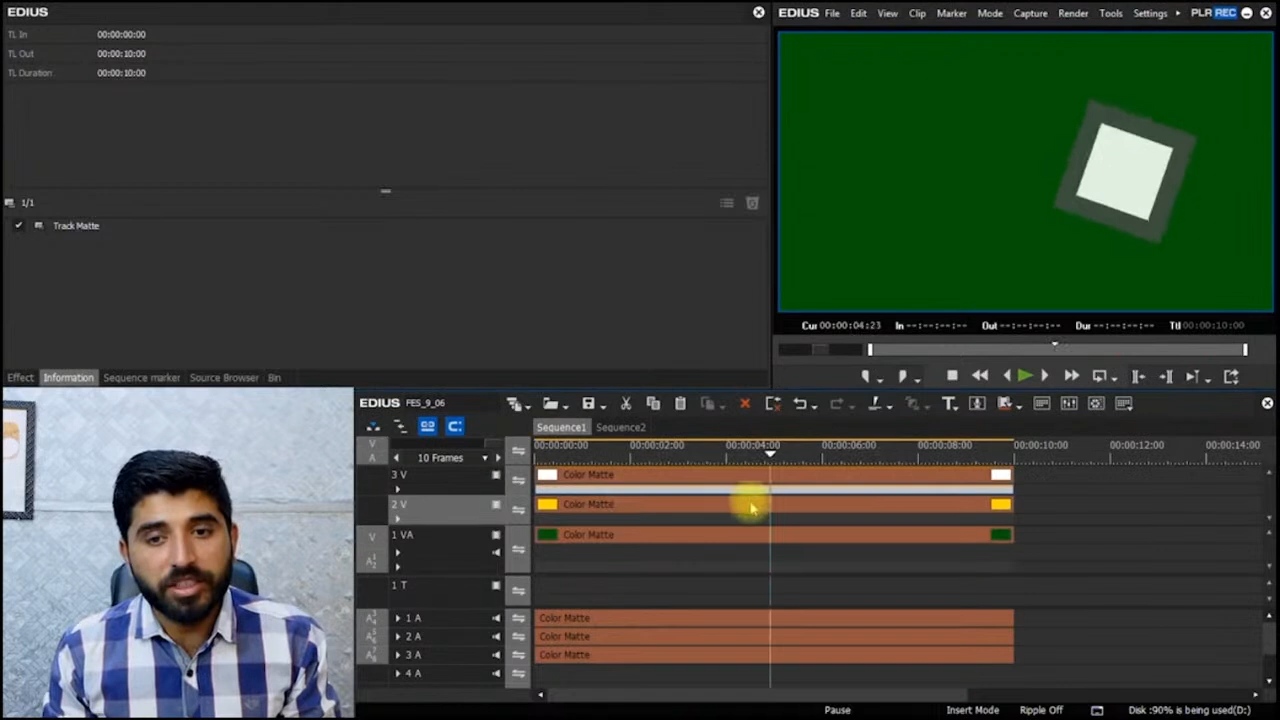 EDIUS
TL In 00:00:00:00
TL Out 00:00:10:00
TL Duration: 00:00:10:00
1/1
Track Matte
Effect Information Sequence marker Source Browser Bin
EDIUS File Edit View Clip Marker Mode Capture Render Tools Settings PLR REC
Cur 00:00:04:23 In --:--:--:-- Out --:--:--:-- Dur --:--:--:-- Ttl 00:00:10:00
EDIUS FES_9_06
Sequence1 Sequence2
V
A
10 Frames
00:00:00:00 00:00:02:00 00:00:04:00 00:00:06:00 00:00:08:00 00:00:10:00 00:00:12:00 00:00:14:00
3 V Color Matte
2 V Color Matte
V 1 VA Color Matte
1 T
1 A Color Matte
2 A Color Matte
3 A Color Matte
4 A
Pause Insert Mode Ripple Off Disk :90% is being used(D:)